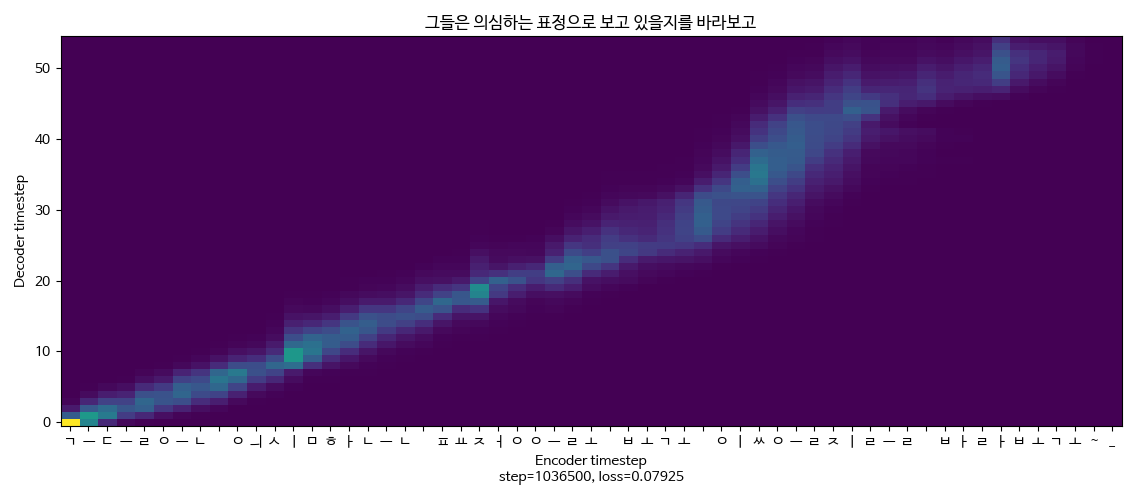 그들은 의심하는 표정으로 보고 있을지를 바라보고
50
40
30
20
10
0
Decoder timestep
ㄱ ㅡ ㄷ ㅡ ㄹ ㅇ ㅡ ㄴ ㅇ ㅢ ㅅ ㅣ ㅁ ㅎ ㅏ ㄴ ㅡ ㄴ ㅍ ㅛ ㅈ ㅓ ㅇ ㅇ ㅡ ㄹ ㅗ ㅂ ㅗ ㄱ ㅗ ㅇ ㅣ ㅆ ㅇ ㅡ ㄹ ㅈ ㅣ ㄹ ㅡ ㄹ ㅂ ㅏ ㄹ ㅏ ㅂ ㅗ ㄱ ㅗ ~ _
Encoder timestep
step=1036500, loss=0.07925